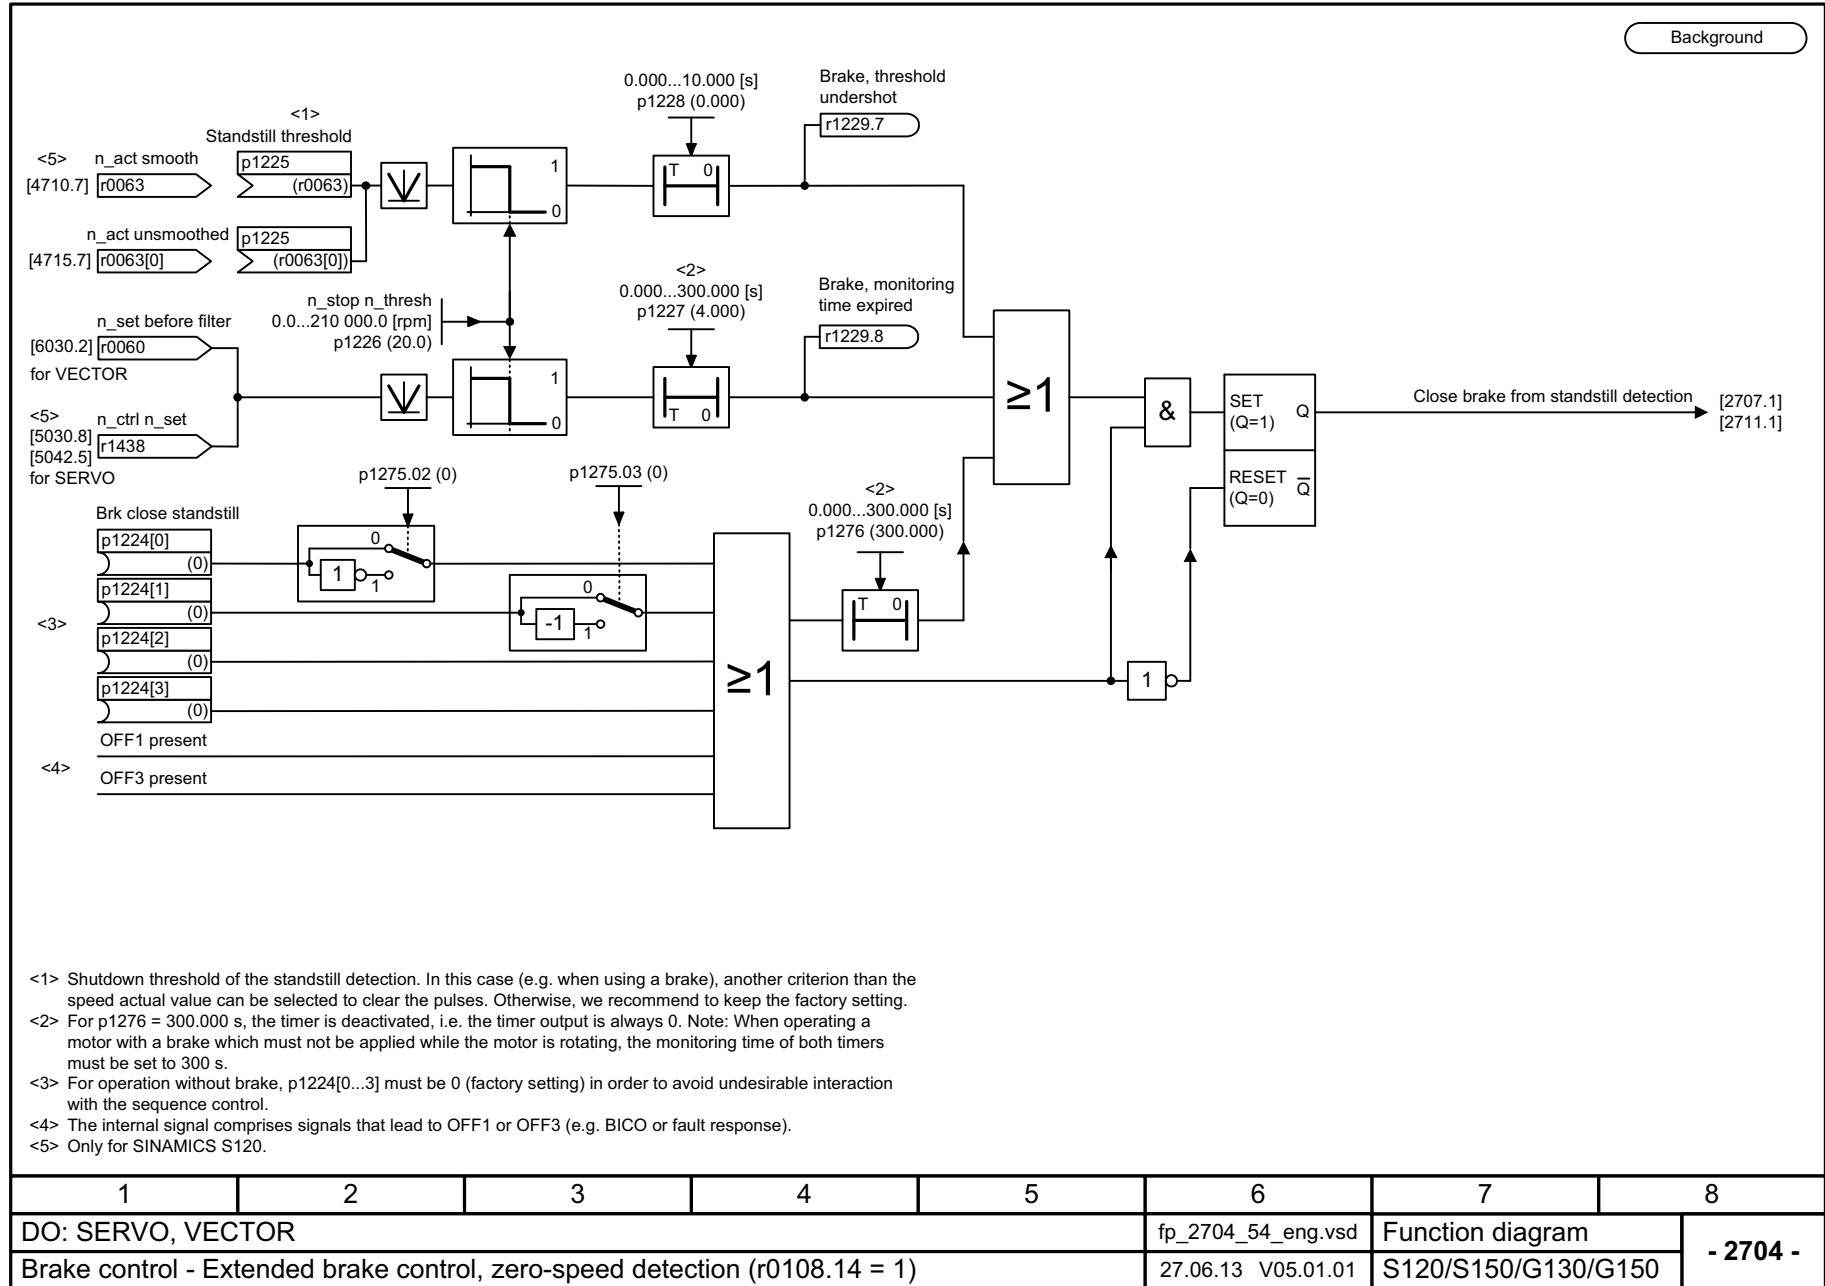 Background
0.000...10.000 [s]
p1228 (0.000)
Brake, threshold
undershot
r1229.7
<1>
Standstill threshold
<5> n_act smooth
p1225
[4710.7] r0063
(r0063)
T 0
1
0
n_act unsmoothed
p1225
[4715.7] r0063[0]
(r0063[0])
<2>
0.000...300.000 [s]
p1227 (4.000)
Brake, monitoring
time expired
r1229.8
n_stop n_thresh
0.0...210 000.0 [rpm]
p1226 (20.0)
n_set before filter
[6030.2] r0060
for VECTOR
1
0
T 0
≥1
&
SET
(Q=1)
Q
RESET
(Q=0)
Q̅
Close brake from standstill detection
[2707.1]
[2711.1]
<5>
[5030.8]
[5042.5]
n_ctrl n_set
r1438
for SERVO
p1275.02 (0)
p1275.03 (0)
<2>
0.000...300.000 [s]
p1276 (300.000)
Brk close standstill
p1224[0]
(0)
0
1
1
p1224[1]
(0)
0
-1
1
T 0
<3>
p1224[2]
(0)
p1224[3]
(0)
≥1
1
OFF1 present
<4>
OFF3 present
<1> Shutdown threshold of the standstill detection. In this case (e.g. when using a brake), another criterion than the
speed actual value can be selected to clear the pulses. Otherwise, we recommend to keep the factory setting.
<2> For p1276 = 300.000 s, the timer is deactivated, i.e. the timer output is always 0. Note: When operating a
motor with a brake which must not be applied while the motor is rotating, the monitoring time of both timers
must be set to 300 s.
<3> For operation without brake, p1224[0...3] must be 0 (factory setting) in order to avoid undesirable interaction
with the sequence control.
<4> The internal signal comprises signals that lead to OFF1 or OFF3 (e.g. BICO or fault response).
<5> Only for SINAMICS S120.
1 2 3 4 5 6 7 8
DO: SERVO, VECTOR
fp_2704_54_eng.vsd
Function diagram
- 2704 -
Brake control - Extended brake control, zero-speed detection (r0108.14 = 1)
27.06.13 V05.01.01
S120/S150/G130/G150